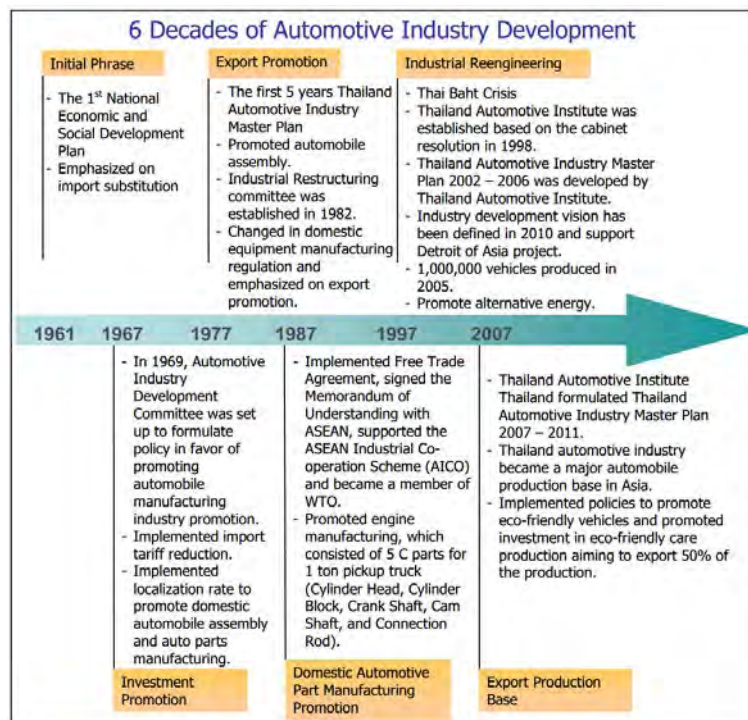 6 Decades of Automotive Industry Development
Initial Phrase
- The 1st National
Economic and
Social Development
Plan
- Emphasized on
import substitution
Export Promotion
- The first 5 years Thailand
Automotive Industry
Master Plan
- Promoted automobile
assembly.
- Industrial Restructuring
committee was
established in 1982.
- Changed in domestic
equipment manufacturing
regulation and
emphasized on export
promotion.
Industrial Reengineering
- Thai Baht Crisis
- Thailand Automotive Institute was
established based on the cabinet
resolution in 1998.
- Thailand Automotive Industry Master
Plan 2002 – 2006 was developed by
Thailand Automotive Institute.
- Industry development vision has
been defined in 2010 and support
Detroit of Asia project.
- 1,000,000 vehicles produced in
2005.
- Promote alternative energy.
1961 1967 1977 1987 1997 2007
- In 1969, Automotive
Industry
Development
Committee was set
up to formulate
policy in favor of
promoting
automobile
manufacturing
industry promotion.
- Implemented import
tariff reduction.
- Implemented
localization rate to
promote domestic
automobile assembly
and auto parts
manufacturing.
Investment
Promotion
- Implemented Free Trade
Agreement, signed the
Memorandum of
Understanding with
ASEAN, supported the
ASEAN Industrial Co-
operation Scheme (AICO)
and became a member of
WTO.
- Promoted engine
manufacturing, which
consisted of 5 C parts for
1 ton pickup truck
(Cylinder Head, Cylinder
Block, Crank Shaft, Cam
Shaft, and Connection
Rod).
Domestic Automotive
Part Manufacturing
Promotion
- Thailand Automotive Institute
Thailand formulated Thailand
Automotive Industry Master Plan
2007 – 2011.
- Thailand automotive industry
became a major automobile
production base in Asia.
- Implemented policies to promote
eco-friendly vehicles and promoted
investment in eco-friendly care
production aiming to export 50% of
the production.
Export Production
Base